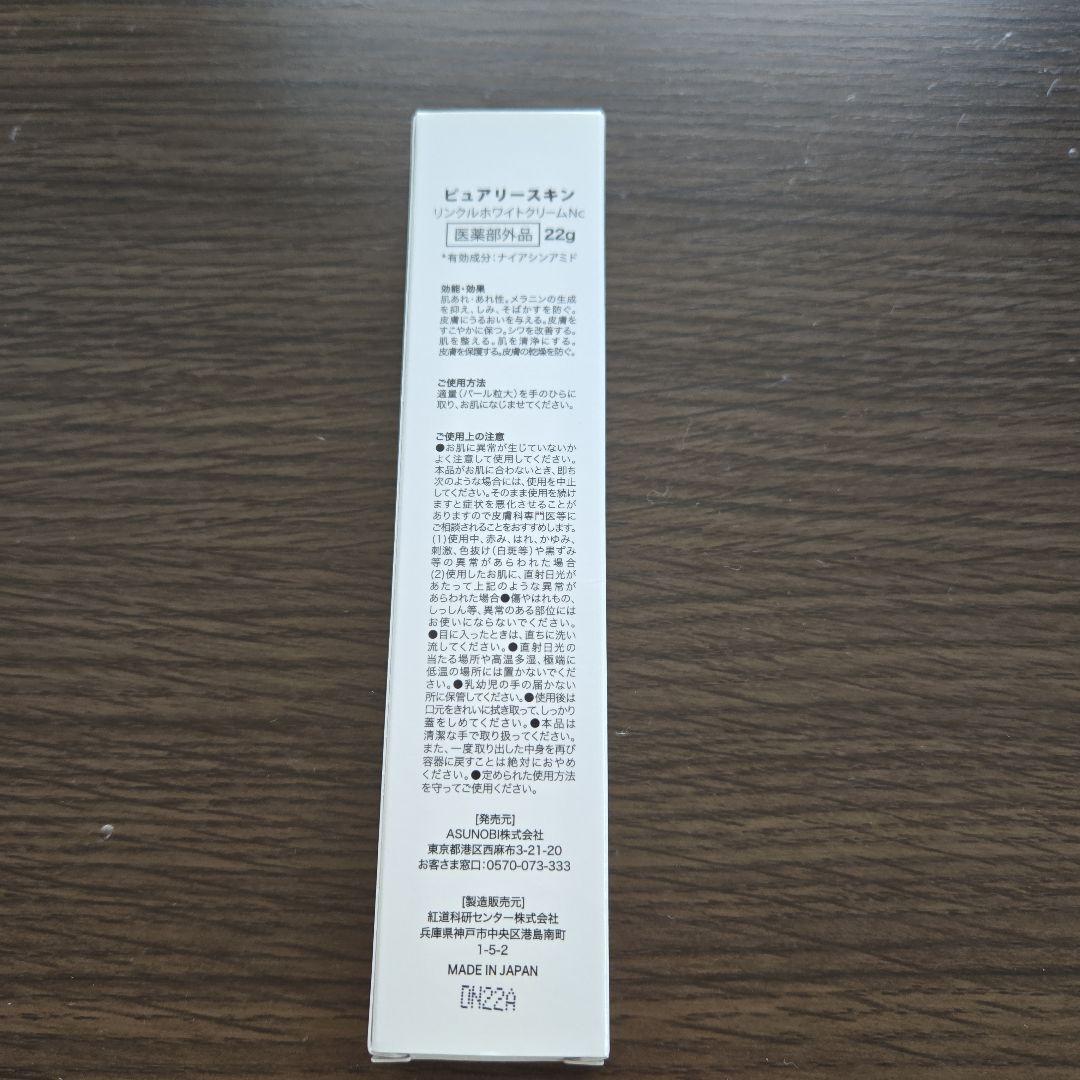 ピュアリースキン
リンクルホワイトクリームNc
医薬部外品 22g
*有効成分:ナイアシンアミド
効能・効果
肌あれ・あれ性。メラニンの生成
を抑え、しみ、そばかすを防ぐ。
皮膚にうるおいを与える。皮膚を
すこやかに保つ。シワを改善する。
肌を整える。肌を清浄にする。
皮膚を保護する。皮膚の乾燥を防ぐ。
ご使用方法
適量(パール粒大)を手のひらに
取り、お肌になじませてください。
ご使用上の注意
●お肌に異常が生じていないか
よく注意して使用してください。
本品がお肌に合わないとき、即ち
次のような場合には、使用を中止
してください。そのまま使用を続け
ますと症状を悪化させることが
ありますので皮膚科専門医等に
ご相談されることをおすすめします。
(1)使用中、赤み、はれ、かゆみ、
刺激、色抜け(白斑等)や黒ずみ
等の異常があらわれた場合
(2)使用したお肌に、直射日光が
あたって上記のような異常が
あらわれた場合●傷やはれもの、
しっしん等、異常のある部位には
お使いにならないでください。
●目に入ったときは、直ちに洗い
流してください。●直射日光の
当たる場所や高温多湿、極端に
低温の場所には置かないでくだ
さい。●乳幼児の手の届かない
所に保管してください。●使用後は
口元をきれいに拭き取って、しっかり
蓋をしめてください。●本品は
清潔な手で取り扱ってください。
また、一度取り出した中身を再び
容器に戻すことは絶対におやめ
ください。●定められた使用方法
を守ってご使用ください。
[発売元]
ASUNOBI株式会社
東京都港区西麻布3-21-20
お客さま窓口:0570-073-333
[製造販売元]
紅道科研センター株式会社
兵庫県神戸市中央区港島南町
1-5-2
MADE IN JAPAN
DN22A